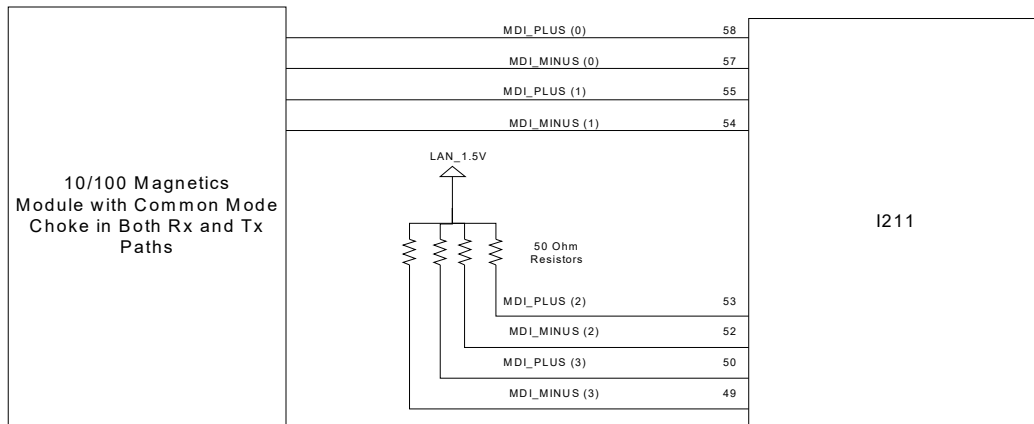 MDI_PLUS (0) 58
MDI_MINUS (0) 57
MDI_PLUS (1) 55
MDI_MINUS (1) 54
LAN_1.5V
10/100 Magnetics
Module with Common Mode
Choke in Both Rx and Tx
Paths
I211
50 Ohm
Resistors
MDI_PLUS (2) 53
MDI_MINUS (2) 52
MDI_PLUS (3) 50
MDI_MINUS (3) 49